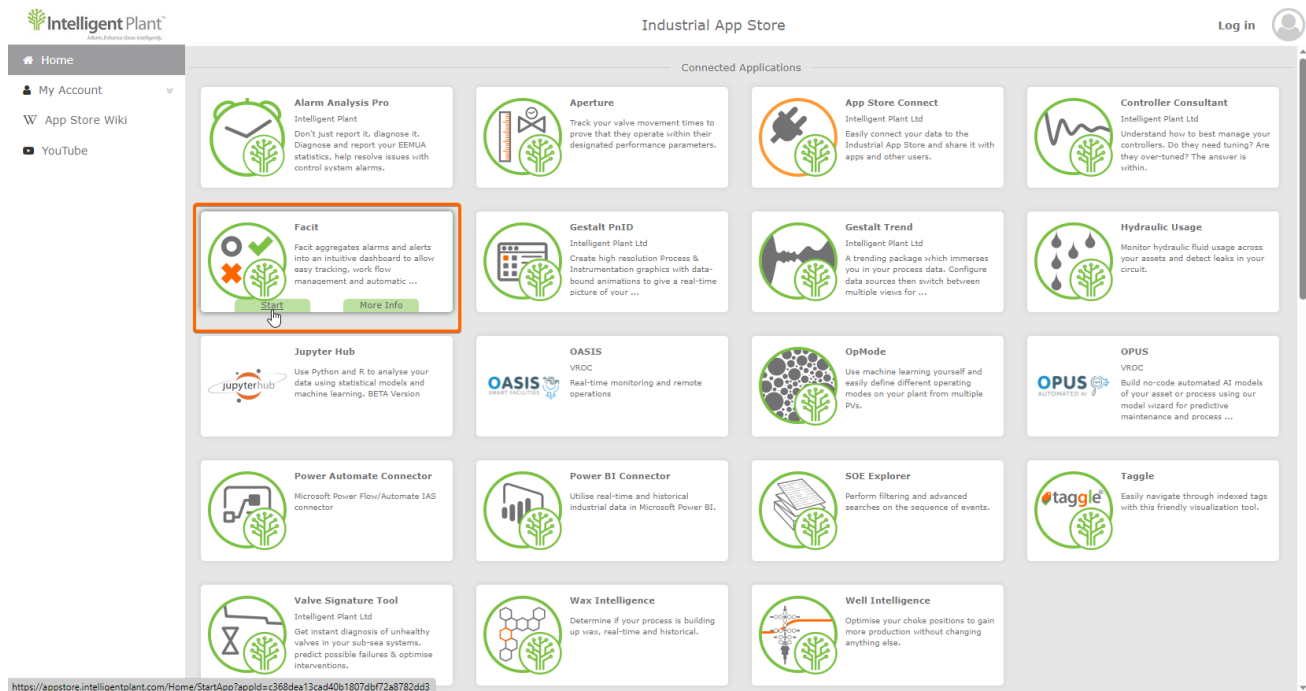 Intelligent Plant
Inform. Enhance. Grow. Intelligently.
Industrial App Store
Log in
Home
My Account
App Store Wiki
YouTube
Connected Applications
Alarm Analysis Pro
Intelligent Plant
Don't just report it, diagnose it.
Diagnose and report your EEMUA
statistics, help resolve issues with
control system alarms.
Aperture
Track your valve movement times to
prove that they operate within their
designated performance parameters.
App Store Connect
Intelligent Plant Ltd
Easily connect your data to the
Industrial App Store and share it with
apps and other users.
Controller Consultant
Intelligent Plant Ltd
Understand how to best manage your
controllers. Do they need tuning? Are
they over-tuned? The answer is
within.
Facit
Facit aggregates alarms and alerts
into an intuitive dashboard to allow
easy tracking, work flow
management and automatic ...
Start
More Info
Gestalt PnID
Intelligent Plant Ltd
Create high resolution Process &
Instrumentation graphics with data-
bound animations to give a real-time
picture of your ...
Gestalt Trend
Intelligent Plant Ltd
A trending package which immerses
you in your process data. Configure
data sources then switch between
multiple views for ...
Hydraulic Usage
Monitor hydraulic fluid usage across
your assets and detect leaks in your
circuit.
jupyterhub
Jupyter Hub
Use Python and R to analyse your
data using statistical models and
machine learning. BETA Version
OASIS
SMART FACILITIES
OASIS
VROC
Real-time monitoring and remote
operations
OpMode
Use machine learning yourself and
easily define different operating
modes on your plant from multiple
PVs.
OPUS
AUTOMATED AI
OPUS
VROC
Build no-code automated AI models
of your asset or process using our
model wizard for predictive
maintenance and process ...
Power Automate Connector
Microsoft Power Flow/Automate IAS
connector
Power BI Connector
Utilise real-time and historical
industrial data in Microsoft Power BI.
SOE Explorer
Perform filtering and advanced
searches on the sequence of events.
taggle
Taggle
Easily navigate through indexed tags
with this friendly visualization tool.
Valve Signature Tool
Intelligent Plant Ltd
Get instant diagnosis of unhealthy
valves in your sub-sea systems,
predict possible failures & optimise
interventions.
Wax Intelligence
Determine if your process is building
up wax, real-time and historical.
Well Intelligence
Optimise your choke positions to gain
more production without changing
anything else.
https://appstore.intelligentplant.com/Home/StartApp?appId=c368dea13cad40b1807dbf72a8782dd3